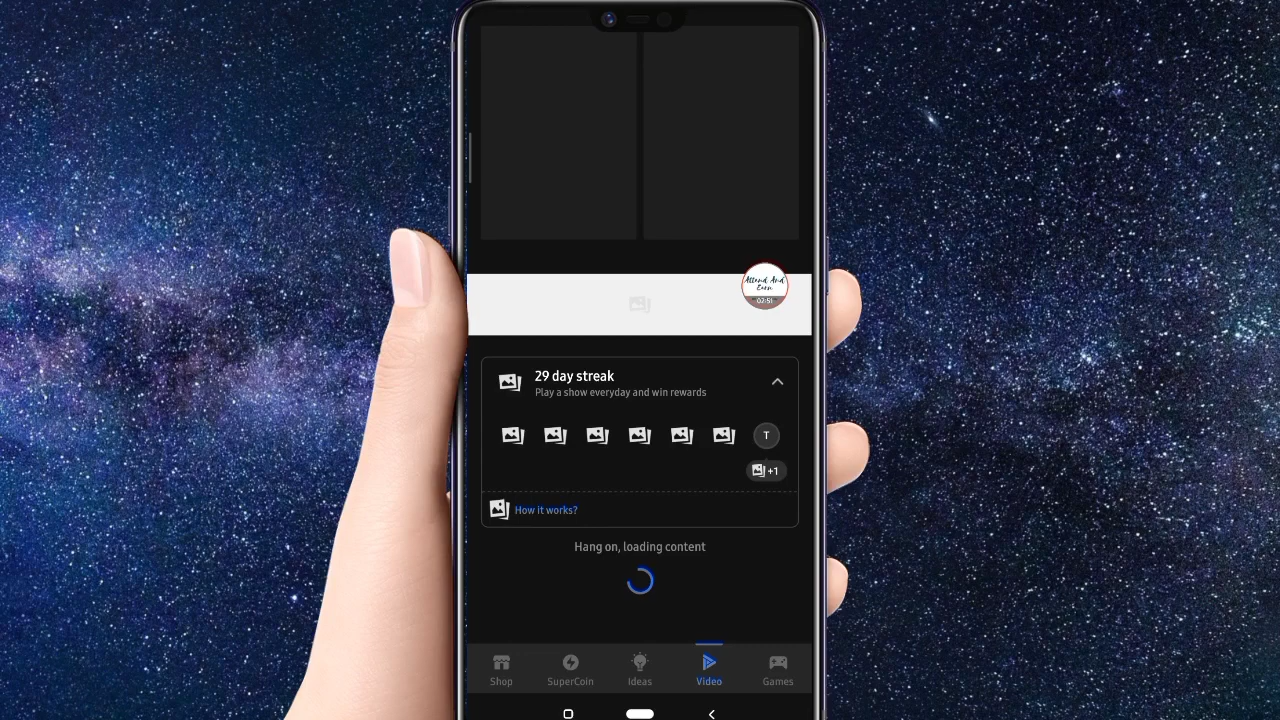 Attend And
Earn
02:51
29 day streak
Play a show everyday and win rewards
T
+1
How it works?
Hang on, loading content
Shop
SuperCoin
Ideas
Video
Games